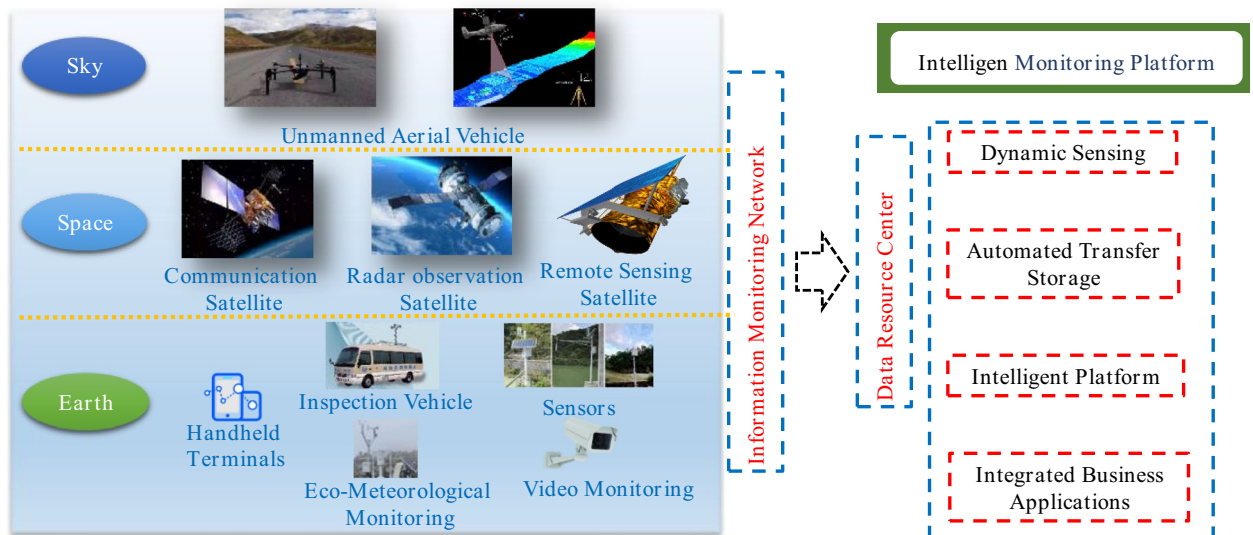 Sky
Unmanned Aerial Vehicle
Space
Communication
Satellite
Radar observation
Satellite
Remote Sensing
Satellite
Earth
Handheld
Terminals
Inspection Vehicle
Sensors
Eco-Meteorological
Monitoring
Video Monitoring
Information Monitoring Network
Data Resource Center
Intelligen Monitoring Platform
Dynamic Sensing
Automated Transfer
Storage
Intelligent Platform
Integrated Business
Applications